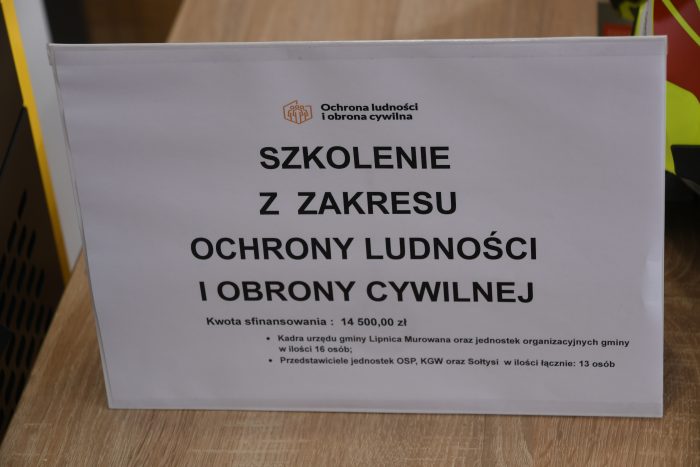 Ochrona ludności
i obrona cywilna
SZKOLENIE
Z ZAKRESU
OCHRONY LUDNOŚCI
I OBRONY CYWILNEJ
Kwota sfinansowania : 14 500,00 zł
• Kadra urzędu gminy Lipnica Murowana oraz jednostek organizacyjnych gminy
w ilości 16 osób;
• Przedstawiciele jednostek OSP, KGW oraz Sołtysi w ilości łącznie: 13 osób